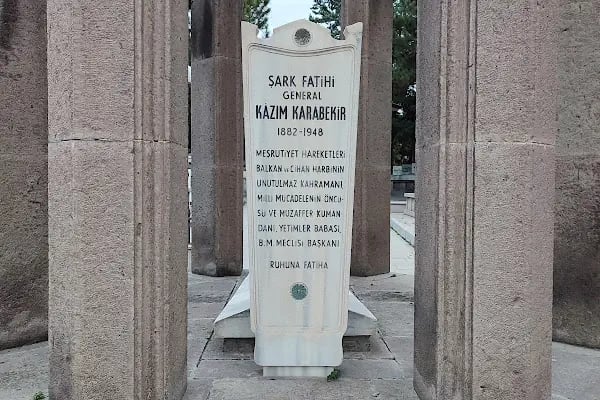 ŞARK FATİHİ
GENERAL
KÂZIM KARABEKİR
1882-1948
MEŞRUTİYET HAREKETLERİ
BALKAN VE CİHAN HARBİNİN
UNUTULMAZ KAHRAMANI,
MİLLİ MÜCADELENİN ÖNCÜ-
SÜ VE MUZAFFER KUMAN
DANI, YETİMLER BABASI,
B.M. MECLİSİ BAŞKANI
RUHUNA FATİHA